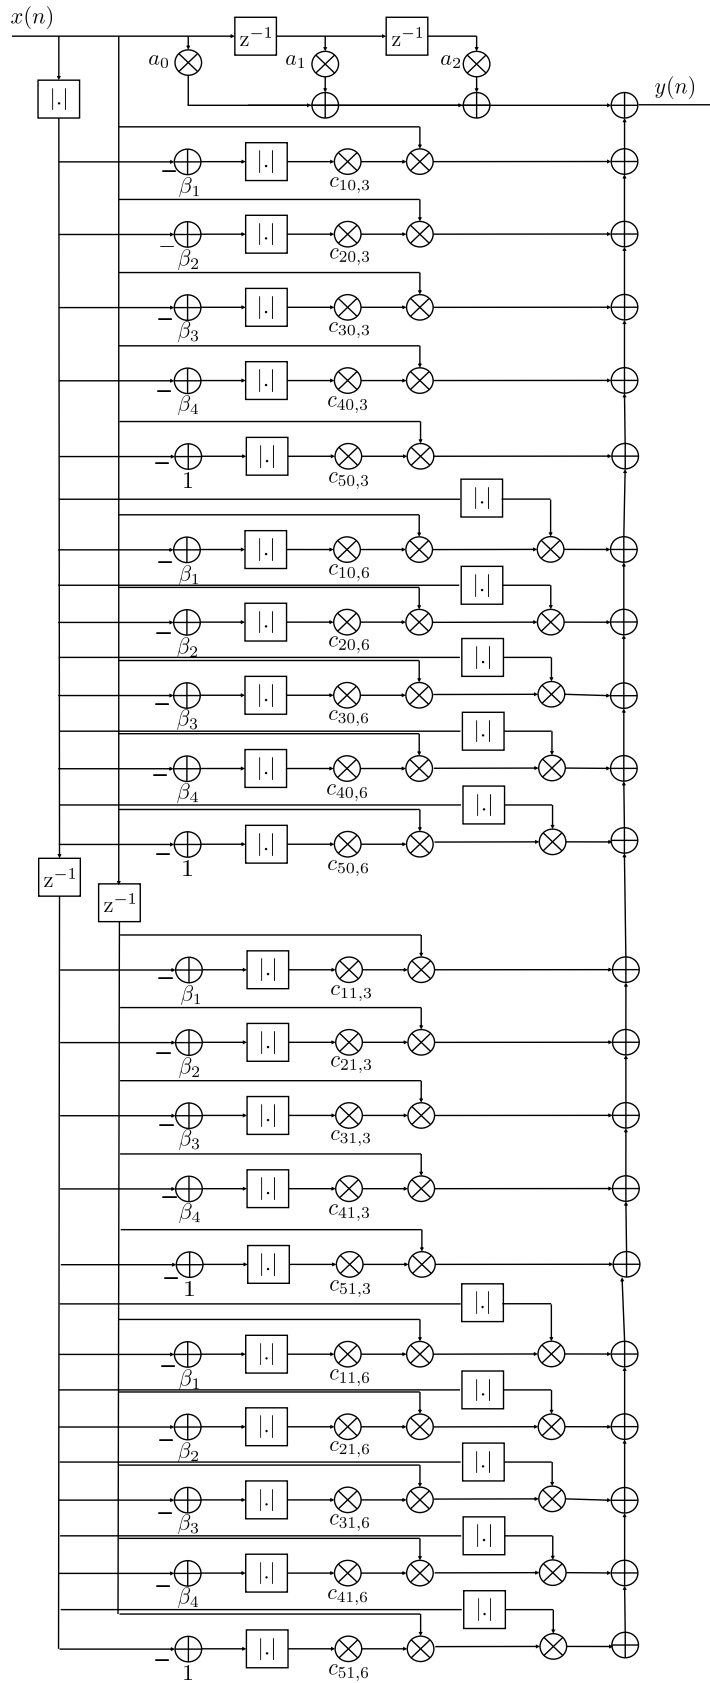 x(n)
z⁻¹ z⁻¹
a₀ a₁ a₂
|.| y(n)
− |.|
β₁ c₁₀,₃
− |.|
β₂ c₂₀,₃
− |.|
β₃ c₃₀,₃
− |.|
β₄ c₄₀,₃
− |.|
1 c₅₀,₃
|.|
− |.|
β₁ c₁₀,₆
|.|
− |.|
β₂ c₂₀,₆
|.|
− |.|
β₃ c₃₀,₆
|.|
− |.|
β₄ c₄₀,₆
|.|
− |.|
1 c₅₀,₆
z⁻¹
z⁻¹
− |.|
β₁ c₁₁,₃
− |.|
β₂ c₂₁,₃
− |.|
β₃ c₃₁,₃
− |.|
β₄ c₄₁,₃
− |.|
1 c₅₁,₃
|.|
− |.|
β₁ c₁₁,₆
|.|
− |.|
β₂ c₂₁,₆
|.|
− |.|
β₃ c₃₁,₆
|.|
− |.|
β₄ c₄₁,₆
|.|
− |.|
1 c₅₁,₆